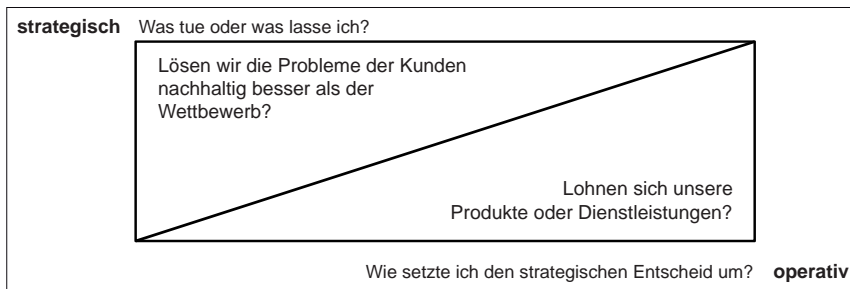 strategisch Was tue oder was lasse ich?
Lösen wir die Probleme der Kunden
nachhaltig besser als der
Wettbewerb?
Lohnen sich unsere
Produkte oder Dienstleistungen?
Wie setzte ich den strategischen Entscheid um? operativ